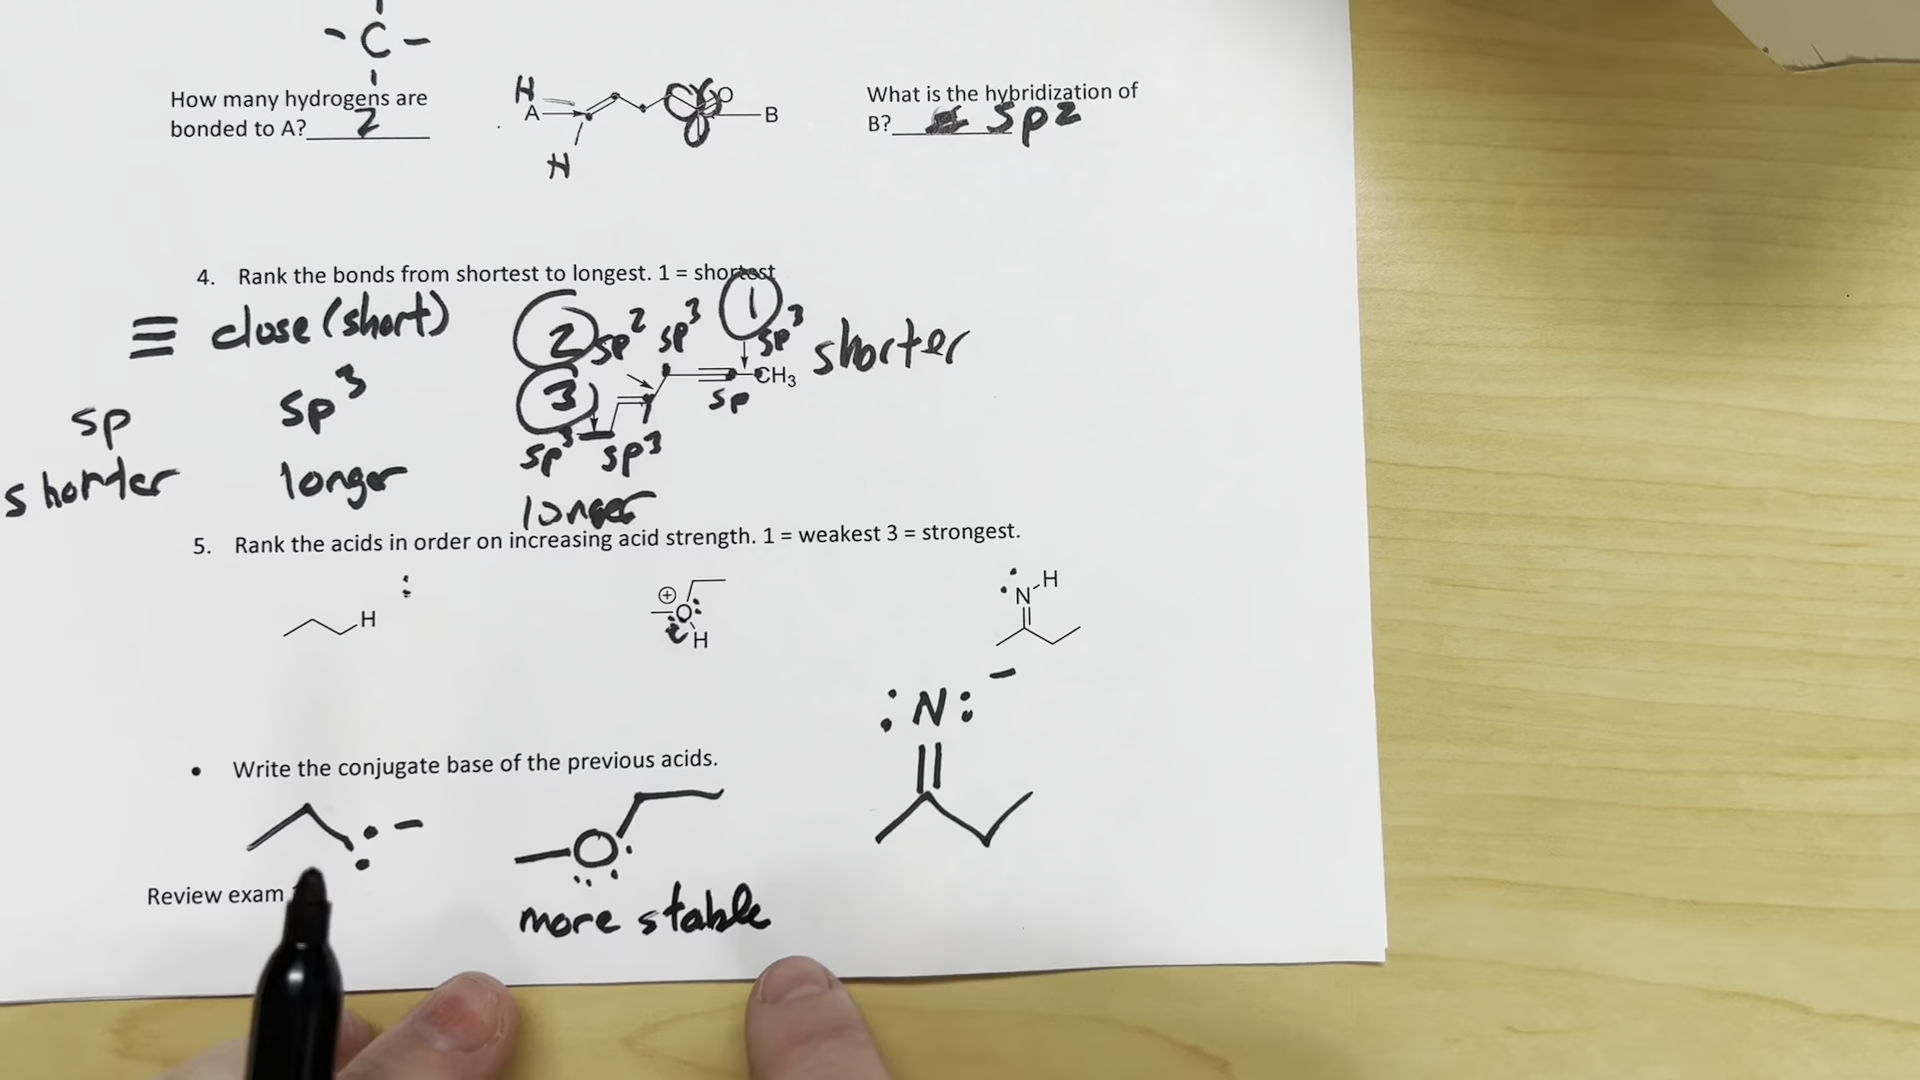 - C -
How many hydrogens are
bonded to A? 2
H
A
H
O
B
What is the hybridization of
B? sp2
4. Rank the bonds from shortest to longest. 1 = shortest
≡ close (short)
sp
shorter
sp3
longer
2 sp2 sp3 1 sp3 shorter
3
CH3
sp
sp3 sp3
longer
5. Rank the acids in order on increasing acid strength. 1 = weakest 3 = strongest.
H
⊕
O
H
N-H
:N: -
• Write the conjugate base of the previous acids.
: -
O
more stable
Review exam